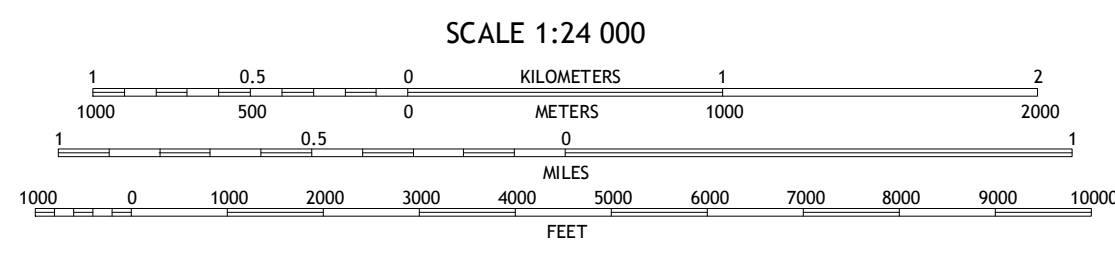 SCALE 1:24 000
1 0.5 0 KILOMETERS 1 2
1000 500 0 METERS 1000 2000
1 0.5 0 1
MILES
1000 0 1000 2000 3000 4000 5000 6000 7000 8000 9000 10000
FEET